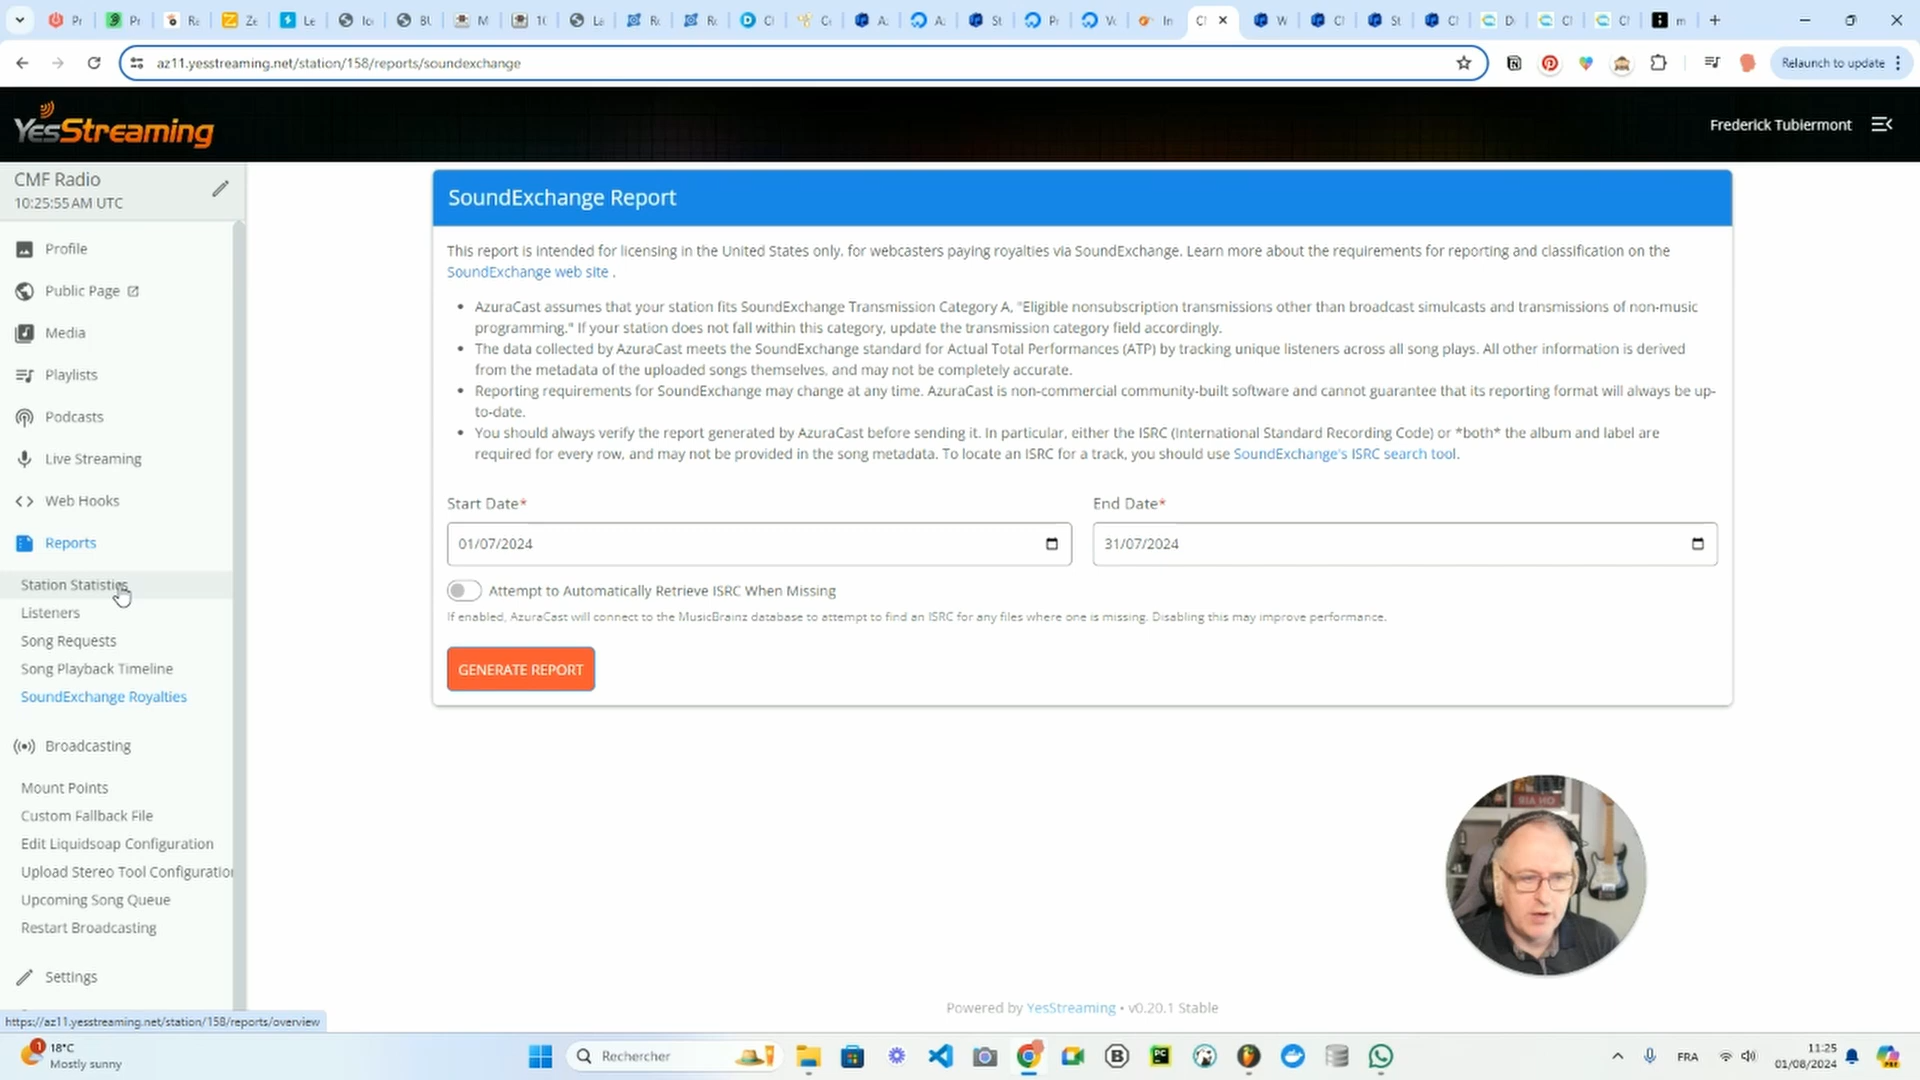 az11.yesstreaming.net/station/158/reports/soundexchange
Relaunch to update
YesStreaming
Frederick Tubiermont
CMF Radio
10:25:55 AM UTC
Profile
Public Page
Media
Playlists
Podcasts
Live Streaming
Web Hooks
Reports
Station Statistics
Listeners
Song Requests
Song Playback Timeline
SoundExchange Royalties
Broadcasting
Mount Points
Custom Fallback File
Edit Liquidsoap Configuration
Upload Stereo Tool Configuration
Upcoming Song Queue
Restart Broadcasting
Settings
SoundExchange Report
This report is intended for licensing in the United States only, for webcasters paying royalties via SoundExchange. Learn more about the requirements for reporting and classification on the
SoundExchange web site .
• AzuraCast assumes that your station fits SoundExchange Transmission Category A, "Eligible nonsubscription transmissions other than broadcast simulcasts and transmissions of non-music
programming." If your station does not fall within this category, update the transmission category field accordingly.
• The data collected by AzuraCast meets the SoundExchange standard for Actual Total Performances (ATP) by tracking unique listeners across all song plays. All other information is derived
from the metadata of the uploaded songs themselves, and may not be completely accurate.
• Reporting requirements for SoundExchange may change at any time. AzuraCast is non-commercial community-built software and cannot guarantee that its reporting format will always be up-
to-date.
• You should always verify the report generated by AzuraCast before sending it. In particular, either the ISRC (International Standard Recording Code) or *both* the album and label are
required for every row, and may not be provided in the song metadata. To locate an ISRC for a track, you should use SoundExchange's ISRC search tool.
Start Date*
End Date*
01/07/2024
31/07/2024
Attempt to Automatically Retrieve ISRC When Missing
If enabled, AzuraCast will connect to the MusicBrainz database to attempt to find an ISRC for any files where one is missing. Disabling this may improve performance.
GENERATE REPORT
Powered by YesStreaming • v0.20.1 Stable
https://az11.yesstreaming.net/station/158/reports/overview
18°C
Mostly sunny
Rechercher
FRA
11:25
01/08/2024